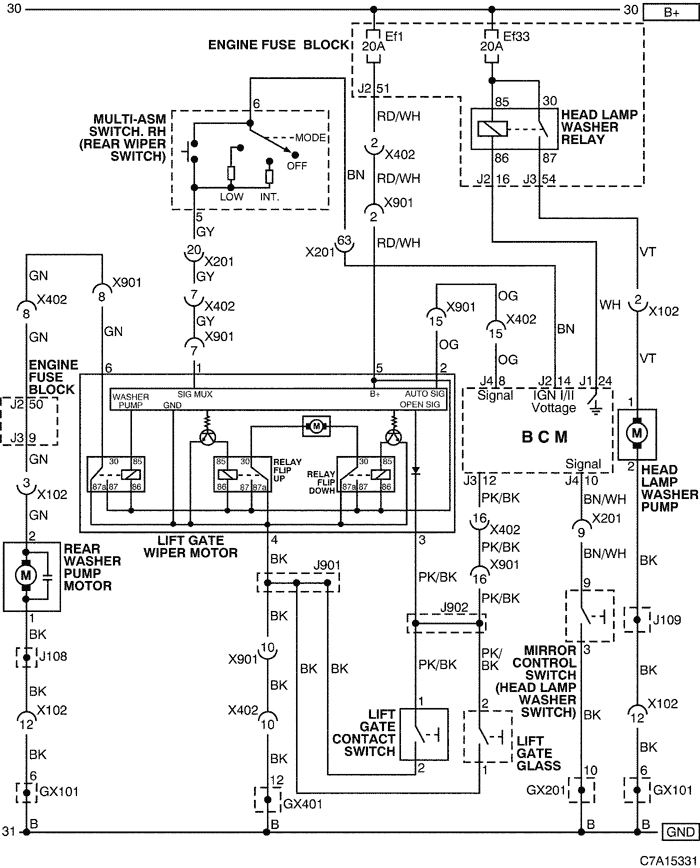 30
30
B+
ENGINE FUSE BLOCK
Ef1
20A
Ef33
20A
J2 51
RD/WH
2
X402
RD/WH
X901
2
RD/WH
85
30
HEAD LAMP
WASHER
RELAY
86
87
J2 16
J3 54
MULTI-ASM
SWITCH. RH
(REAR WIPER
SWITCH)
6
MODE
OFF
LOW
INT.
5
GY
20
X201
GY
7
X402
GY
X901
7
BN
63
X201
VT
2
X102
VT
WH
GN
X901
8
X402
8
GN
GN
X901
15
OG
X402
15
OG
OG
BN
ENGINE
FUSE
BLOCK
J2 50
J3 9
GN
3
X102
GN
2
6
1
5
2
WASHER
PUMP
SIG MUX
GND
B+
AUTO SIG
OPEN SIG
M
30
85
87a 87
86
85
30
86
87 87a
RELAY
FLIP
UP
RELAY
FLIP
DOWN
30
85
87a 87
86
LIFT GATE
WIPER MOTOR
4
3
J4 8
J2 14
J1 24
Signal
IGN I/II
Voltage
BCM
Signal
J3 12
J4 10
1
M
2
HEAD
LAMP
WASHER
PUMP
REAR
WASHER
PUMP
MOTOR
M
1
BK
J108
BK
X102
12
BK
6
GX101
B
BK
J901
BK
10
X901
BK
X402
10
BK
12
GX401
B
BK
BK
PK/BK
16
X402
PK/BK
X901
16
PK/BK
PK/BK
J902
PK/BK
PK/
BK
LIFT
GATE
CONTACT
SWITCH
1
2
2
1
LIFT
GATE
GLASS
BN/WH
X201
9
BN/WH
9
3
MIRROR
CONTROL
SWITCH
(HEAD LAMP
WASHER
SWITCH)
BK
10
GX201
B
BK
J109
BK
X102
12
BK
6
GX101
B
31
GND
C7A15331